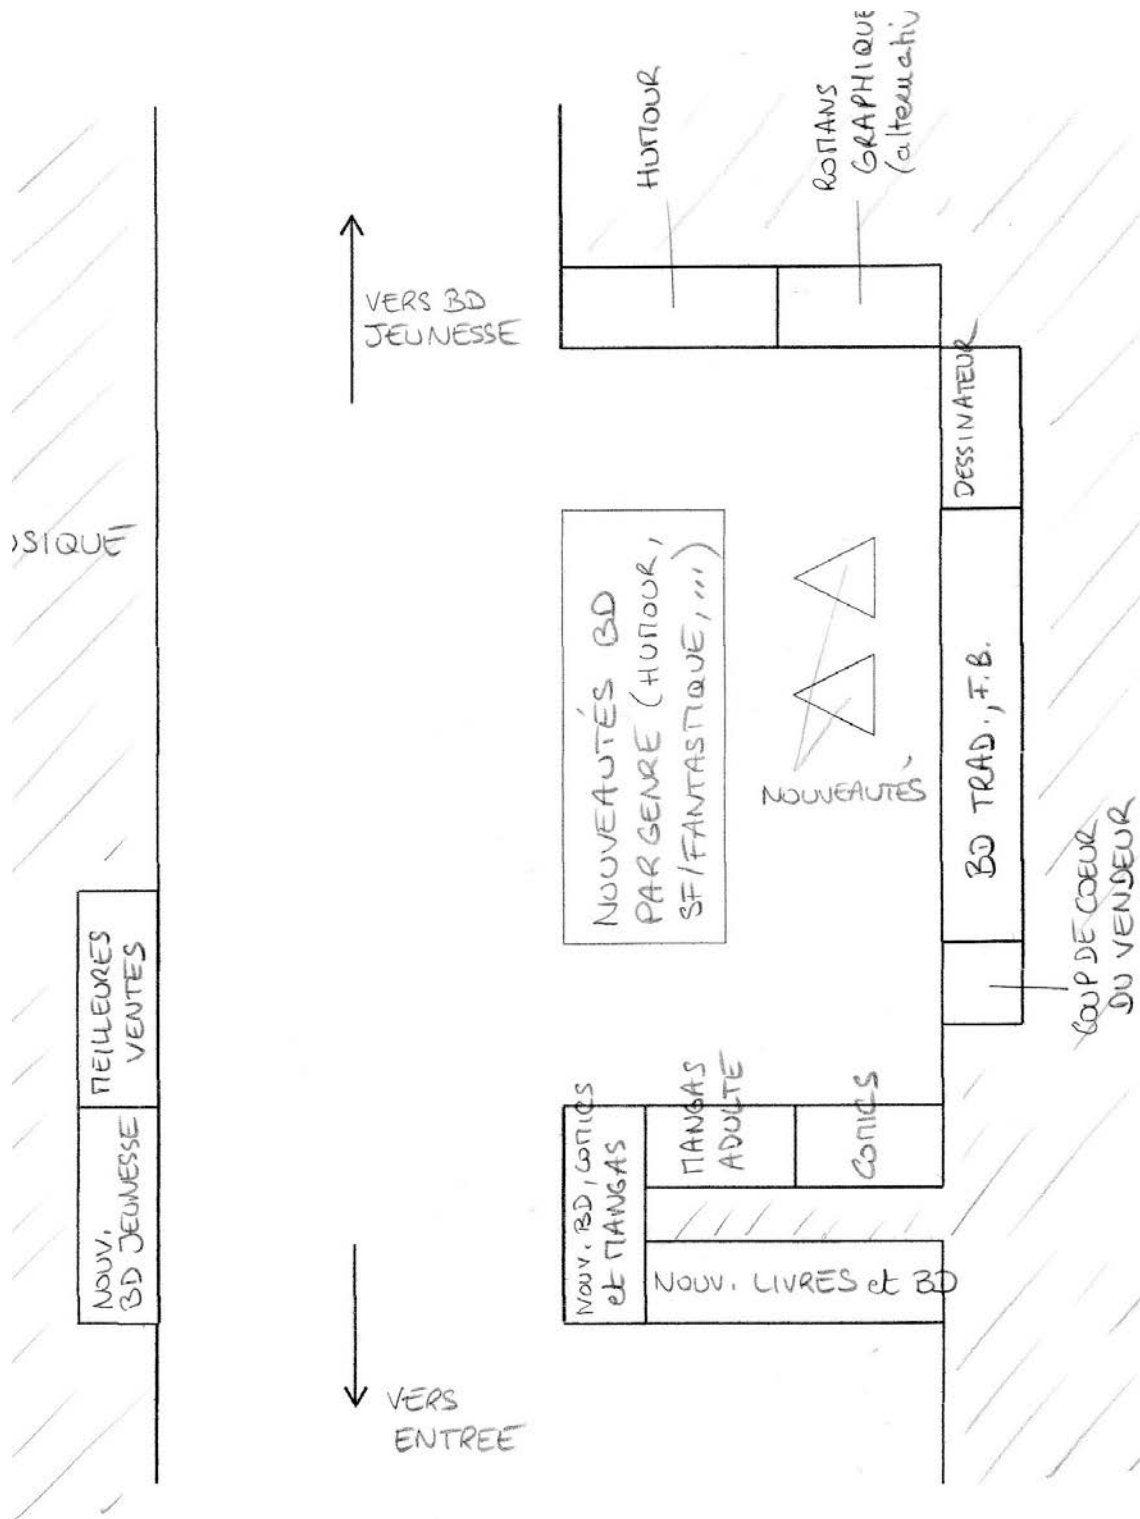 HUMOUR
ROMANS
GRAPHIQUE
VERS BD
JEUNESSE
DESSINATEUR
NOUVEAUTÉS BD
PAR GENRE (HUMOUR,
SF/FANTASTIQUE,...)
NOUVEAUTÉS
BD TRAD., F.B.
COUP DE COEUR
DU VENDEUR
MEILLEURES
VENTES
NOUV.
BD JEUNESSE
NOUV. BD, COMICS
et MANGAS
MANGAS
ADULTE
COMICS
NOUV. LIVRES et BD
VERS
ENTREE